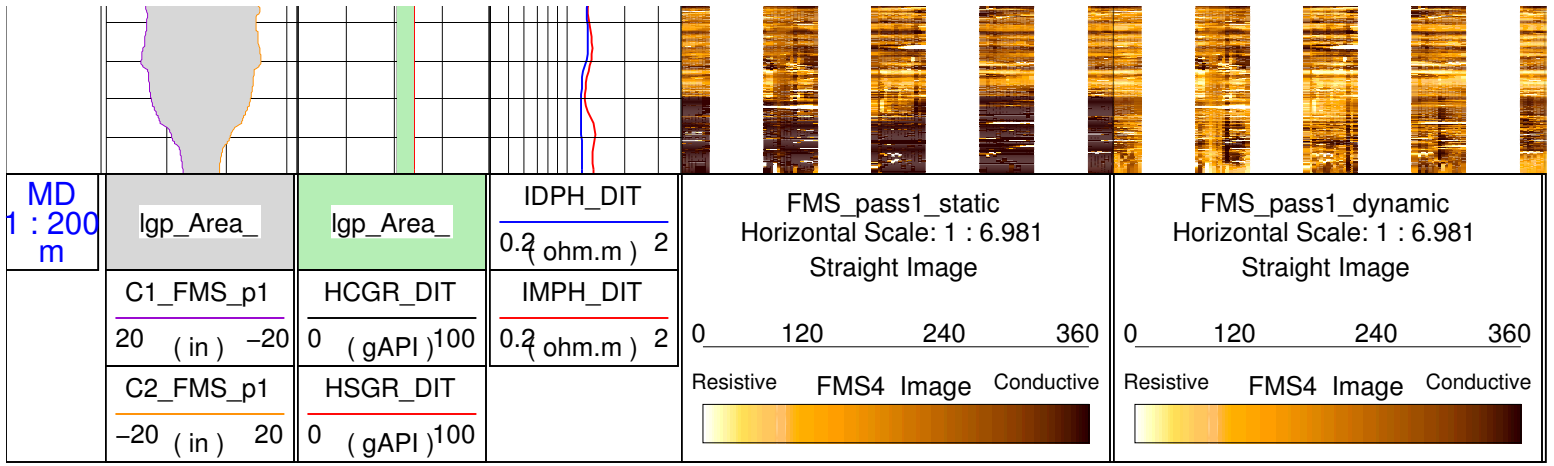 MD
1 : 200
m
lgp_Area_
lgp_Area_
IDPH_DIT
0.2 ( ohm.m ) 2
FMS_pass1_static
Horizontal Scale: 1 : 6.981
Straight Image
FMS_pass1_dynamic
Horizontal Scale: 1 : 6.981
Straight Image
C1_FMS_p1
20 ( in ) −20
HCGR_DIT
0 ( gAPI ) 100
IMPH_DIT
0.2 ( ohm.m ) 2
0 120 240 360
0 120 240 360
C2_FMS_p1
−20 ( in ) 20
HSGR_DIT
0 ( gAPI ) 100
Resistive FMS4 Image Conductive
Resistive FMS4 Image Conductive